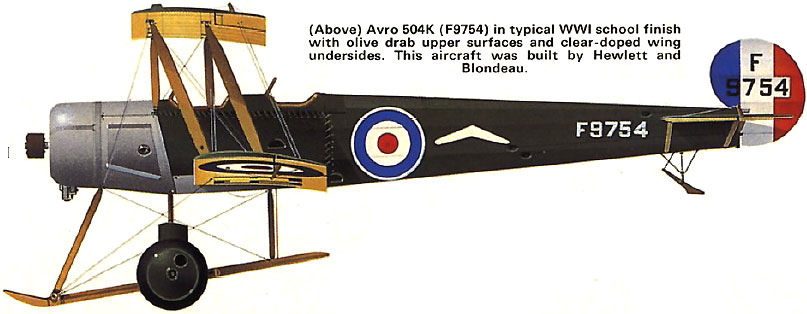 (Above) Avro 504K (F9754) in typical WWI school finish
with olive drab upper surfaces and clear-doped wing
undersides. This aircraft was built by Hewlett and
Blondeau.
F
9754
F9754